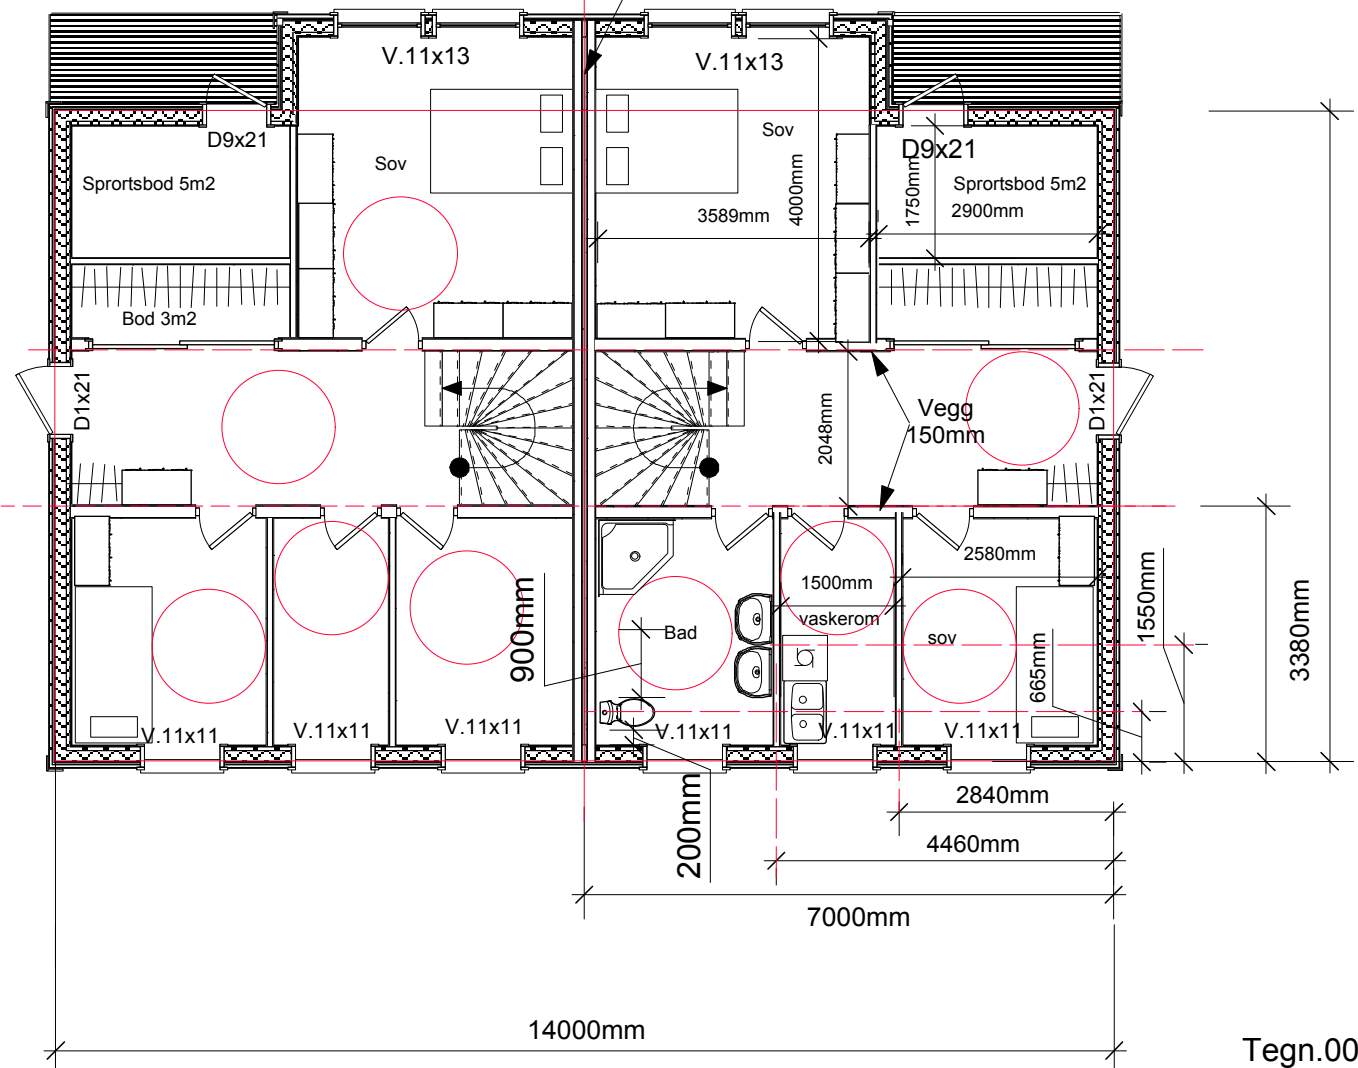 V.11x13
V.11x13
D9x21
Sov
Sov
D9x21
Sprortsbod 5m2
4000mm
1750mm
Sprortsbod 5m2
3589mm
2900mm
Bod 3m2
D1x21
2048mm
Vegg
150mm
D1x21
2580mm
900mm
1500mm
vaskerom
1550mm
3380mm
Bad
sov
665mm
V.11x11
V.11x11
V.11x11
V.11x11
V.11x11
V.11x11
200mm
2840mm
4460mm
7000mm
14000mm
Tegn.00